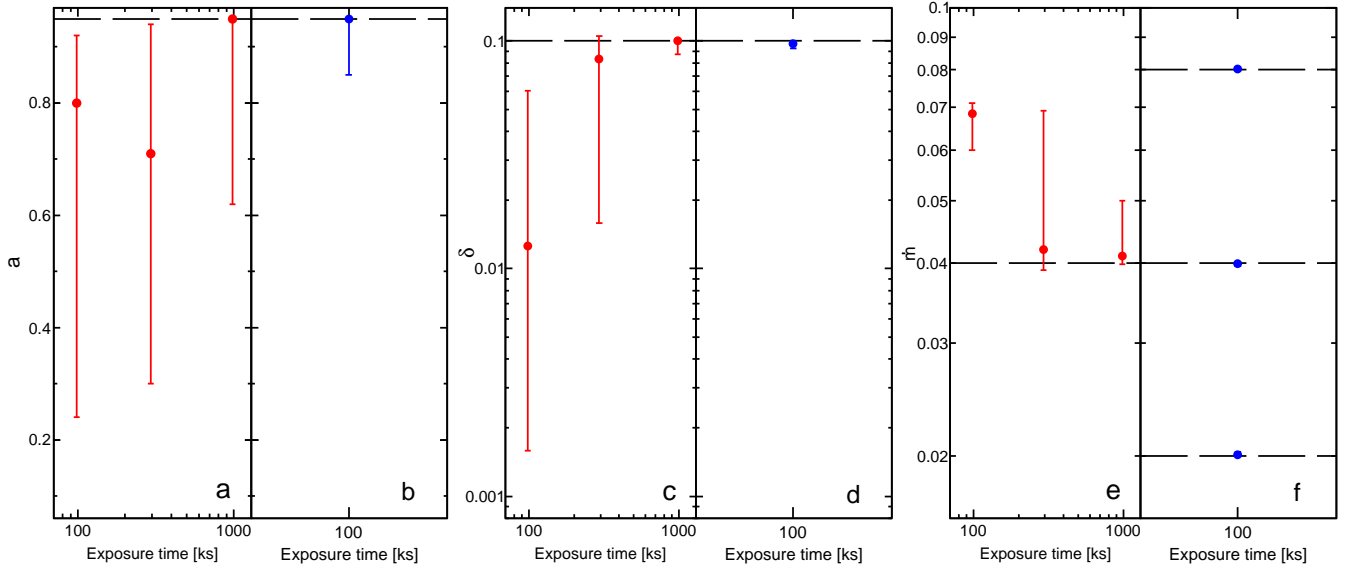 0.8
0.6
0.4
0.2
a
a
b
100
1000
100
Exposure time [ks]
Exposure time [ks]
0.1
0.01
0.001
δ
c
d
100
1000
100
Exposure time [ks]
Exposure time [ks]
0.1
0.09
0.08
0.07
0.06
0.05
0.04
0.03
0.02
ṁ
e
f
100
1000
100
Exposure time [ks]
Exposure time [ks]